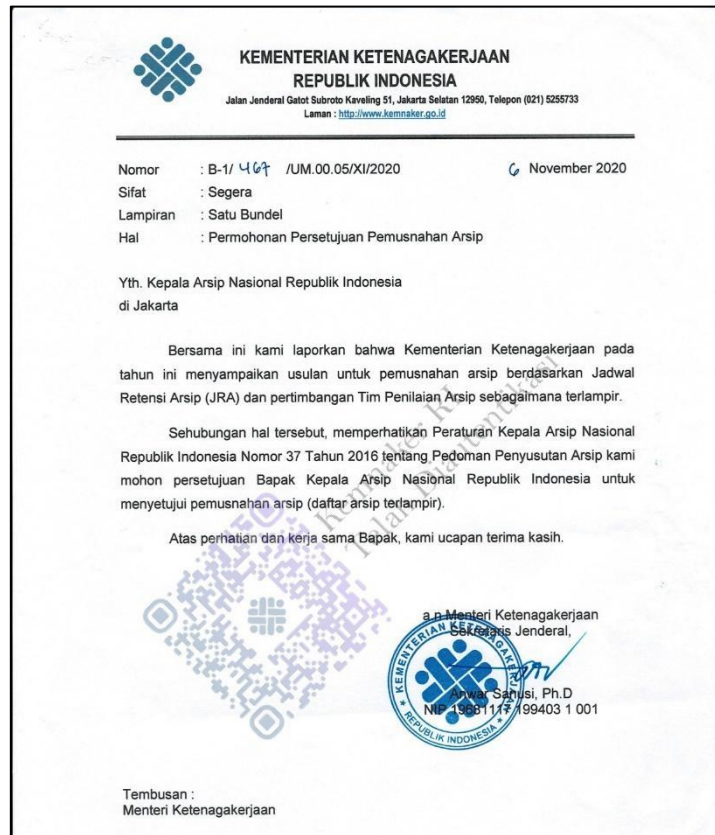 KEMENTERIAN KETENAGAKERJAAN
REPUBLIK INDONESIA
Jalan Jenderal Gatot Subroto Kaveling 51, Jakarta Selatan 12950, Telepon (021) 5255733
Laman : http://www.kemnaker.go.id
Nomor : B-1/ 467 /UM.00.05/XI/2020 6 November 2020
Sifat : Segera
Lampiran : Satu Bundel
Hal : Permohonan Persetujuan Pemusnahan Arsip
Yth. Kepala Arsip Nasional Republik Indonesia
di Jakarta
Bersama ini kami laporkan bahwa Kementerian Ketenagakerjaan pada
tahun ini menyampaikan usulan untuk pemusnahan arsip berdasarkan Jadwal
Retensi Arsip (JRA) dan pertimbangan Tim Penilaian Arsip sebagaimana terlampir.
Sehubungan hal tersebut, memperhatikan Peraturan Kepala Arsip Nasional
Republik Indonesia Nomor 37 Tahun 2016 tentang Pedoman Penyusutan Arsip kami
mohon persetujuan Bapak Kepala Arsip Nasional Republik Indonesia untuk
menyetujui pemusnahan arsip (daftar arsip terlampir).
Atas perhatian dan kerja sama Bapak, kami ucapan terima kasih.
Kemnaker RI
Telah Diautentikasi
a.n Menteri Ketenagakerjaan
Sekretaris Jenderal,
Anwar Sanusi, Ph.D
NIP 19681117 199403 1 001
KEMENTERIAN KETENAGAKERJAAN
REPUBLIK INDONESIA
Tembusan :
Menteri Ketenagakerjaan